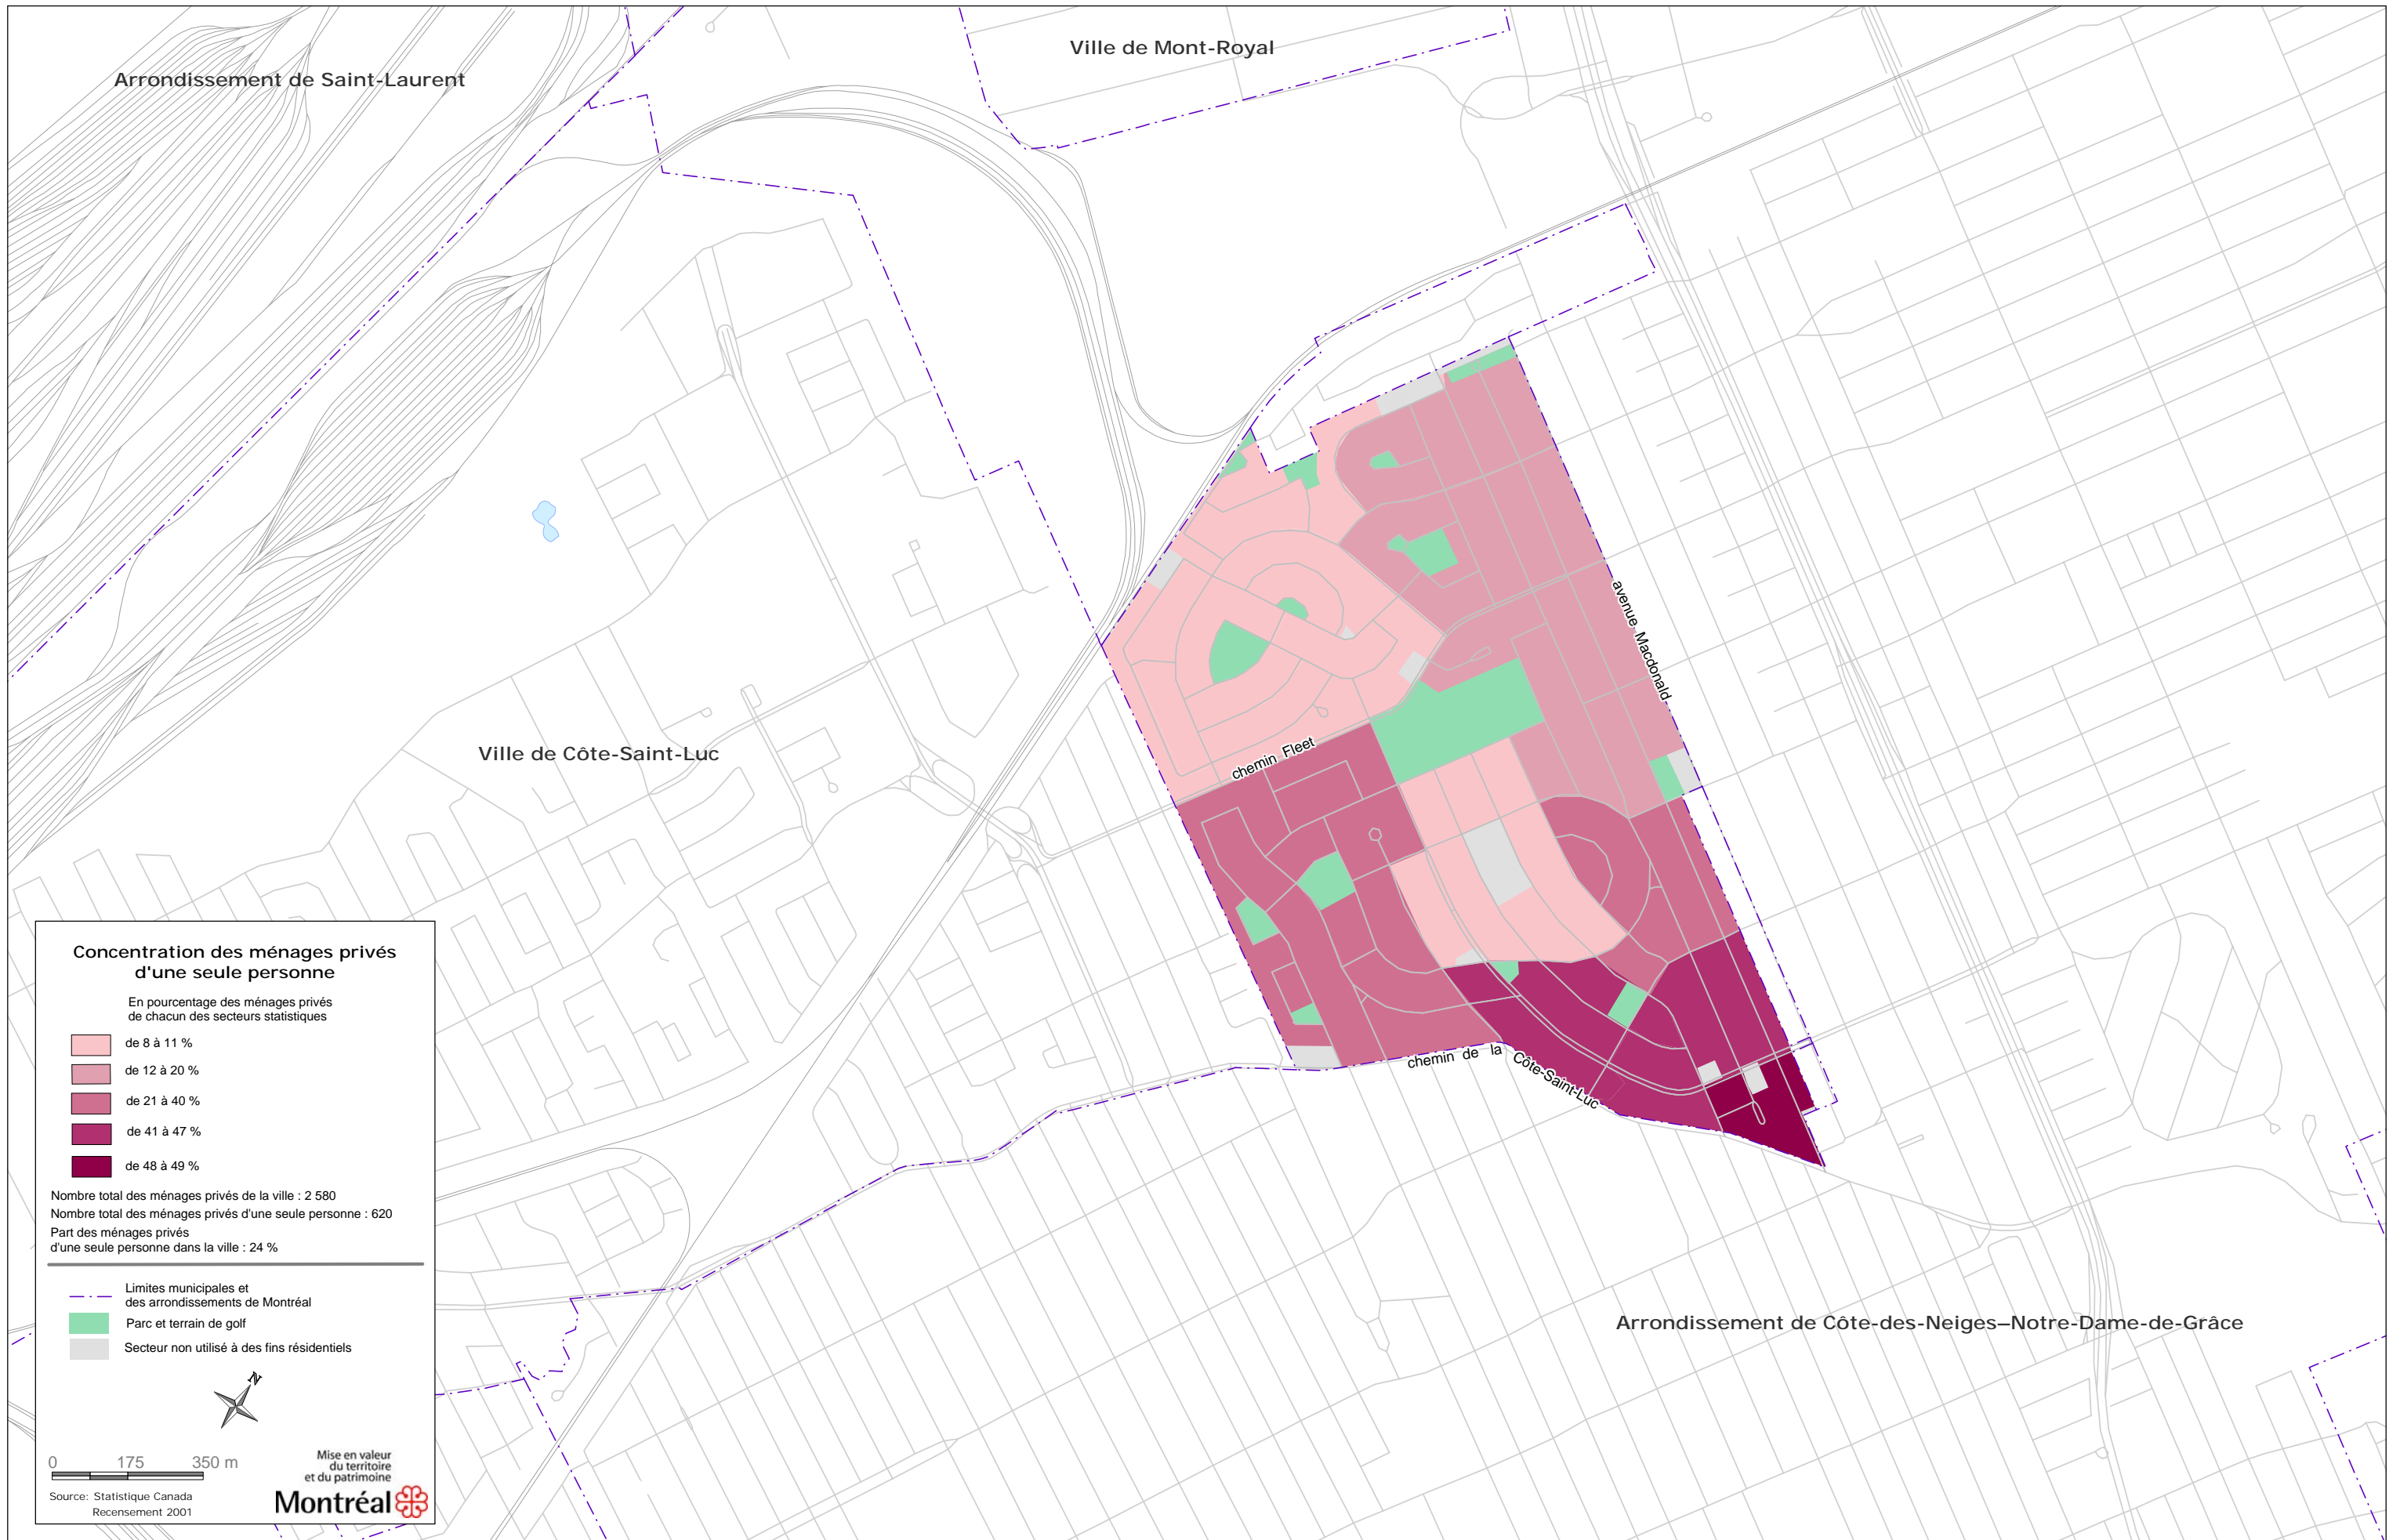 Arrondissement de Saint-Laurent
Ville de Mont-Royal
avenue Macdonald
Ville de Côte-Saint-Luc
chemin Fleet
chemin de la Côte-Saint-Luc
Arrondissement de Côte-des-Neiges–Notre-Dame-de-Grâce
Concentration des ménages privés
d'une seule personne
En pourcentage des ménages privés
de chacun des secteurs statistiques
de 8 à 11 %
de 12 à 20 %
de 21 à 40 %
de 41 à 47 %
de 48 à 49 %
Nombre total des ménages privés de la ville : 2 580
Nombre total des ménages privés d'une seule personne : 620
Part des ménages privés
d'une seule personne dans la ville : 24 %
Limites municipales et
des arrondissements de Montréal
Parc et terrain de golf
Secteur non utilisé à des fins résidentiels
N
0 175 350 m
Source: Statistique Canada
Recensement 2001
Mise en valeur
du territoire
et du patrimoine
Montréal